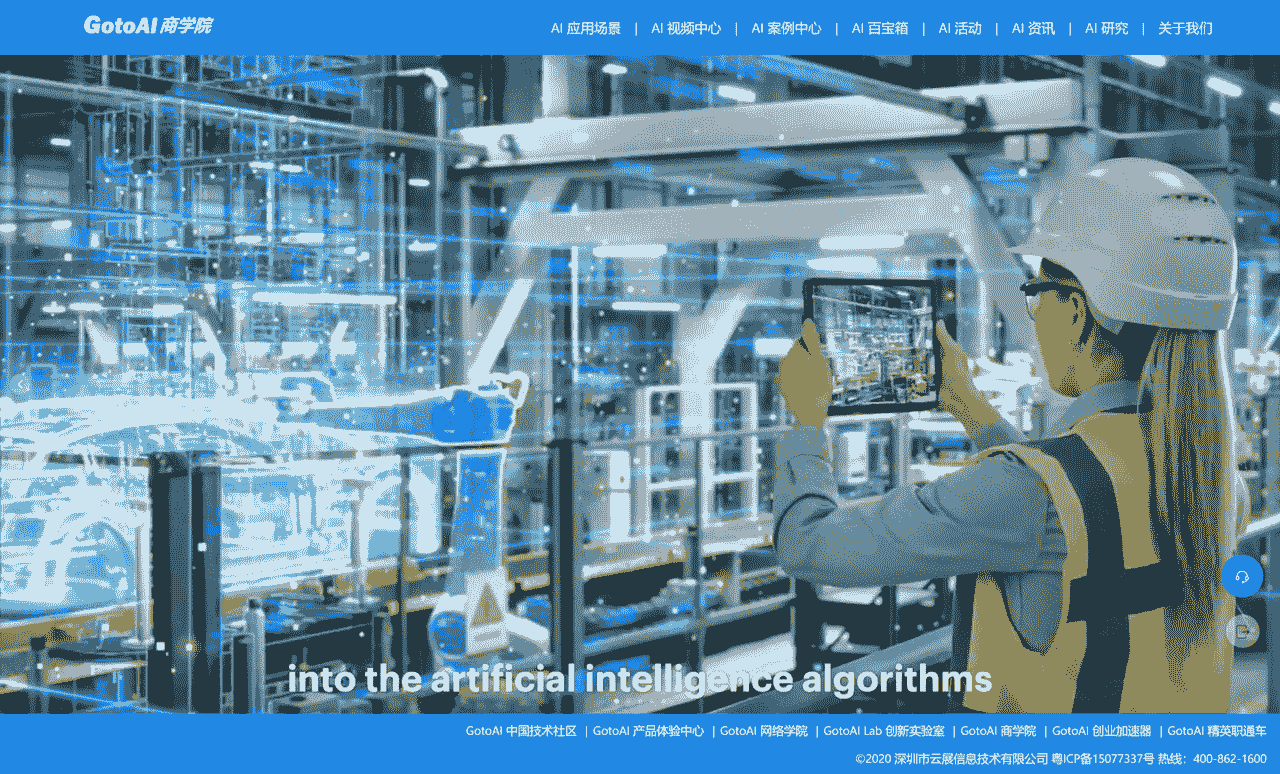 GotoAI 商学院
AI 应用场景 | AI 视频中心 | AI 案例中心 | AI 百宝箱 | AI 活动 | AI 资讯 | AI 研究 | 关于我们
into the artificial intelligence algorithms
GotoAI 中国技术社区 | GotoAI 产品体验中心 | GotoAI 网络学院 | GotoAI Lab 创新实验室 | GotoAI 商学院 | GotoAI 创业加速器 | GotoAI 精英职通车
©2020 深圳市云展信息技术有限公司 粤ICP备15077337号 热线：400-862-1600